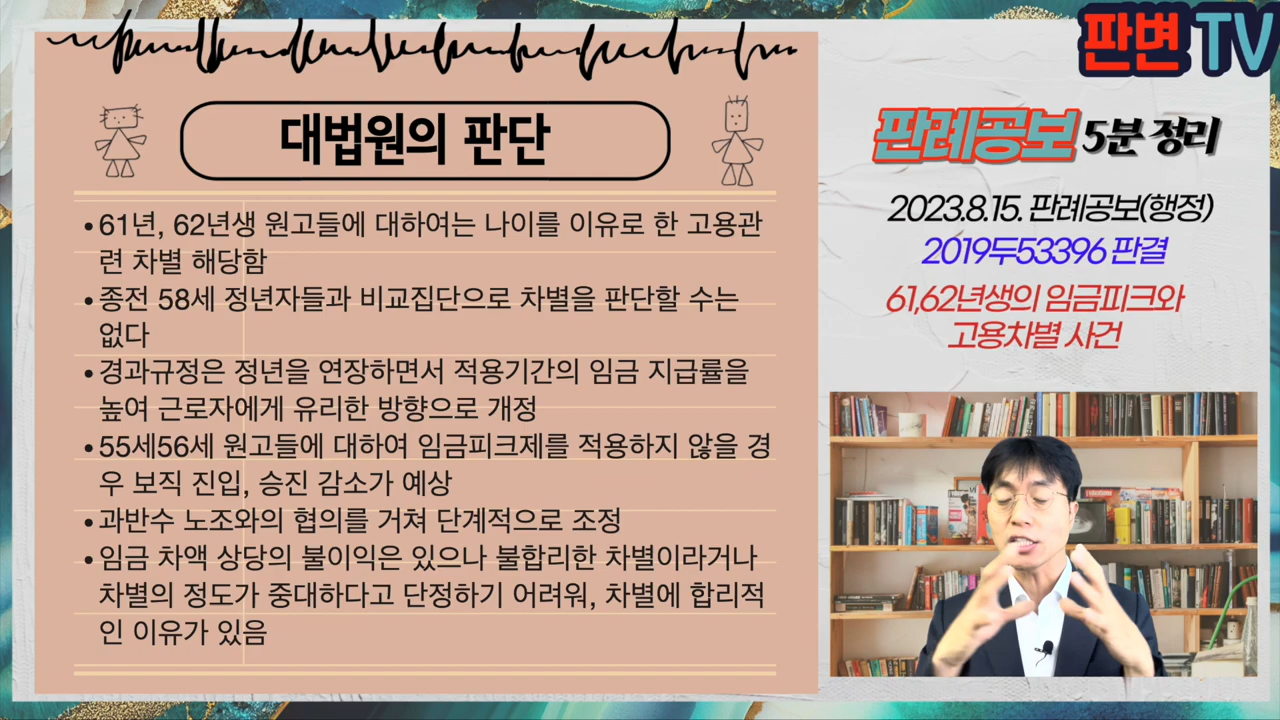 판변 TV
대법원의 판단
•61년, 62년생 원고들에 대하여는 나이를 이유로 한 고용관
련 차별 해당함
•종전 58세 정년자들과 비교집단으로 차별을 판단할 수는
없다
•경과규정은 정년을 연장하면서 적용기간의 임금 지급률을
높여 근로자에게 유리한 방향으로 개정
•55세56세 원고들에 대하여 임금피크제를 적용하지 않을 경
우 보직 진입, 승진 감소가 예상
•과반수 노조와의 협의를 거쳐 단계적으로 조정
•임금 차액 상당의 불이익은 있으나 불합리한 차별이라거나
차별의 정도가 중대하다고 단정하기 어려워, 차별에 합리적
인 이유가 있음
판례공보 5분 정리
2023.8.15. 판례공보(행정)
2019두53396 판결
61,62년생의 임금피크와
고용차별 사건